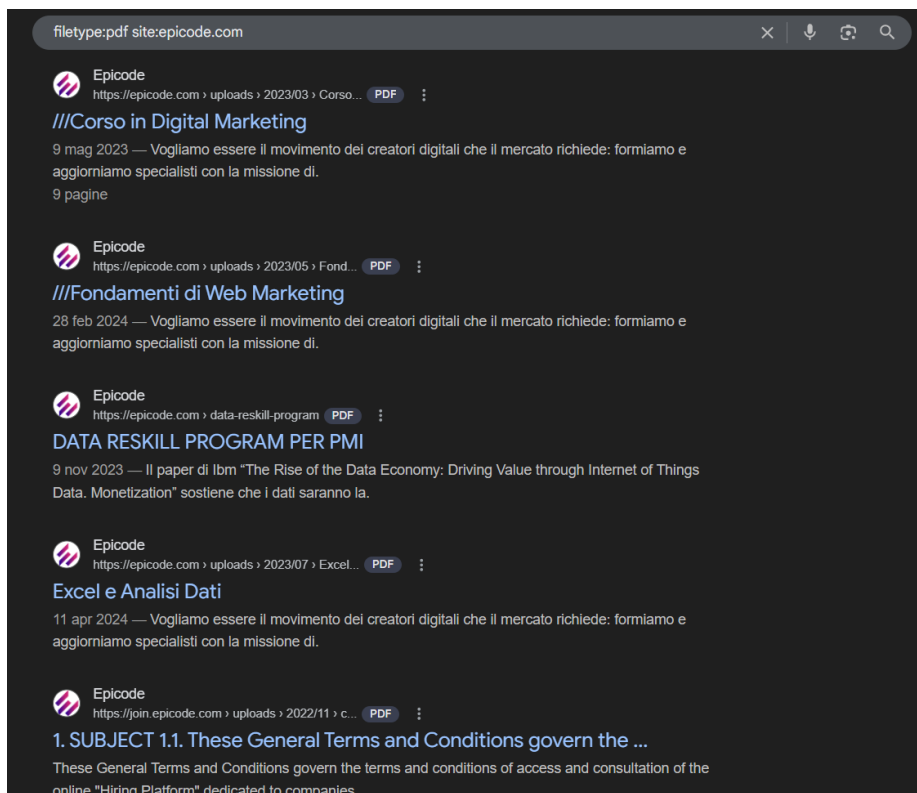 filetype:pdf site:epicode.com
Epicode
https://epicode.com › uploads › 2023/03 › Corso... PDF
///Corso in Digital Marketing
9 mag 2023 — Vogliamo essere il movimento dei creatori digitali che il mercato richiede: formiamo e
aggiorniamo specialisti con la missione di.
9 pagine
Epicode
https://epicode.com › uploads › 2023/05 › Fond... PDF
///Fondamenti di Web Marketing
28 feb 2024 — Vogliamo essere il movimento dei creatori digitali che il mercato richiede: formiamo e
aggiorniamo specialisti con la missione di.
Epicode
https://epicode.com › data-reskill-program PDF
DATA RESKILL PROGRAM PER PMI
9 nov 2023 — Il paper di Ibm “The Rise of the Data Economy: Driving Value through Internet of Things
Data. Monetization” sostiene che i dati saranno la.
Epicode
https://epicode.com › uploads › 2023/07 › Excel... PDF
Excel e Analisi Dati
11 apr 2024 — Vogliamo essere il movimento dei creatori digitali che il mercato richiede: formiamo e
aggiorniamo specialisti con la missione di.
Epicode
https://join.epicode.com › uploads › 2022/11 › c... PDF
1. SUBJECT 1.1. These General Terms and Conditions govern the ...
These General Terms and Conditions govern the terms and conditions of access and consultation of the
online "Hiring Platform" dedicated to companies